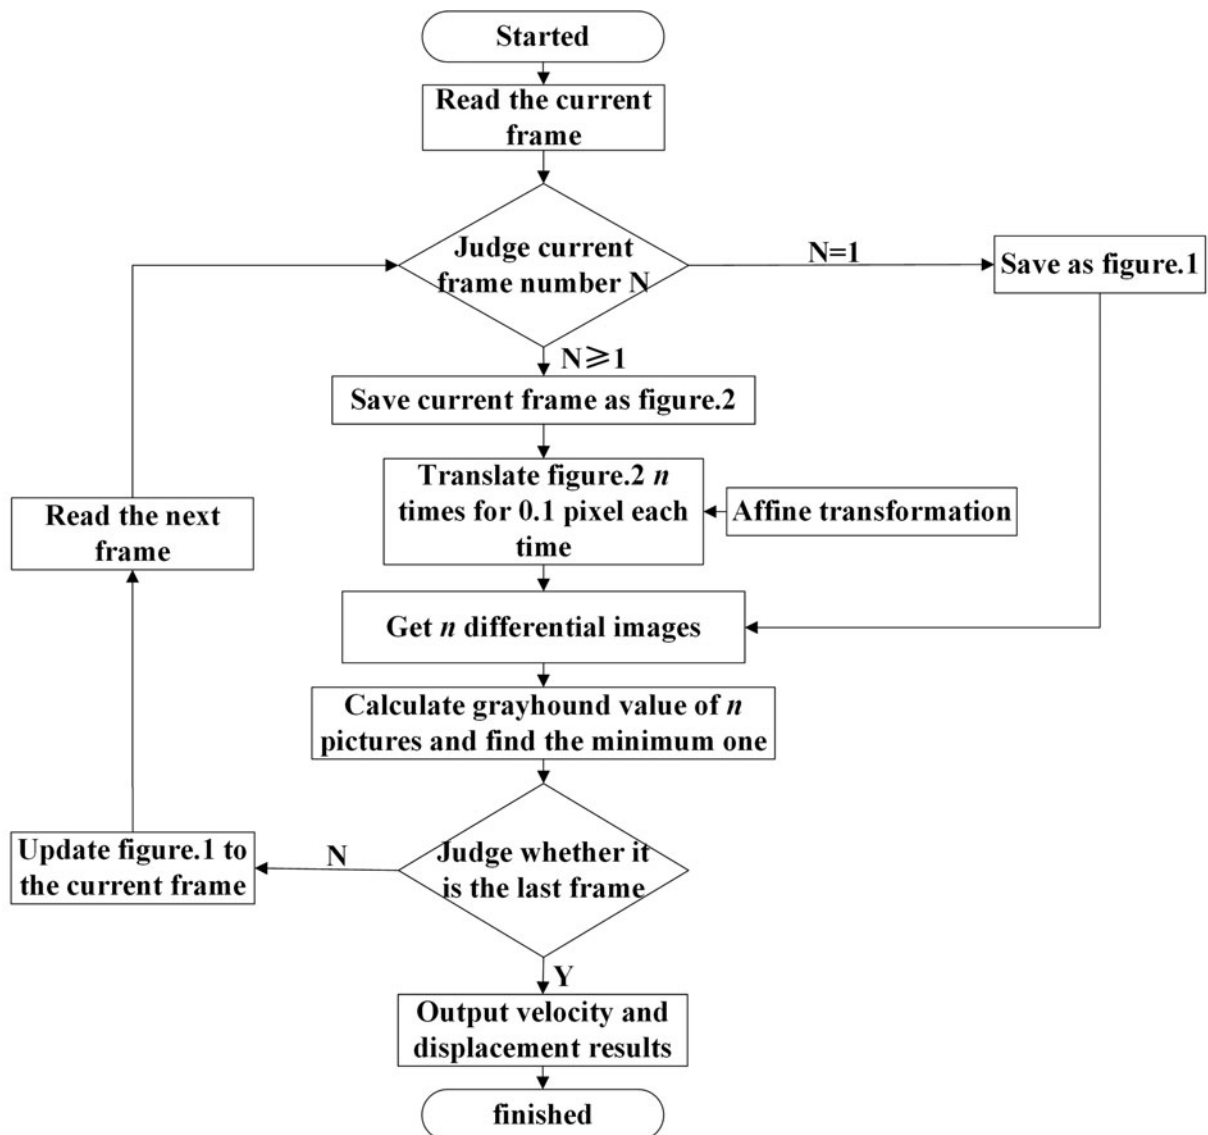 Started
Read the current
frame
Judge current
frame number N
N=1
Save as figure.1
N≥1
Save current frame as figure.2
Translate figure.2 n
times for 0.1 pixel each
time
Affine transformation
Read the next
frame
Get n differential images
Calculate grayhound value of n
pictures and find the minimum one
Judge whether it
is the last frame
N
Update figure.1 to
the current frame
Y
Output velocity and
displacement results
finished